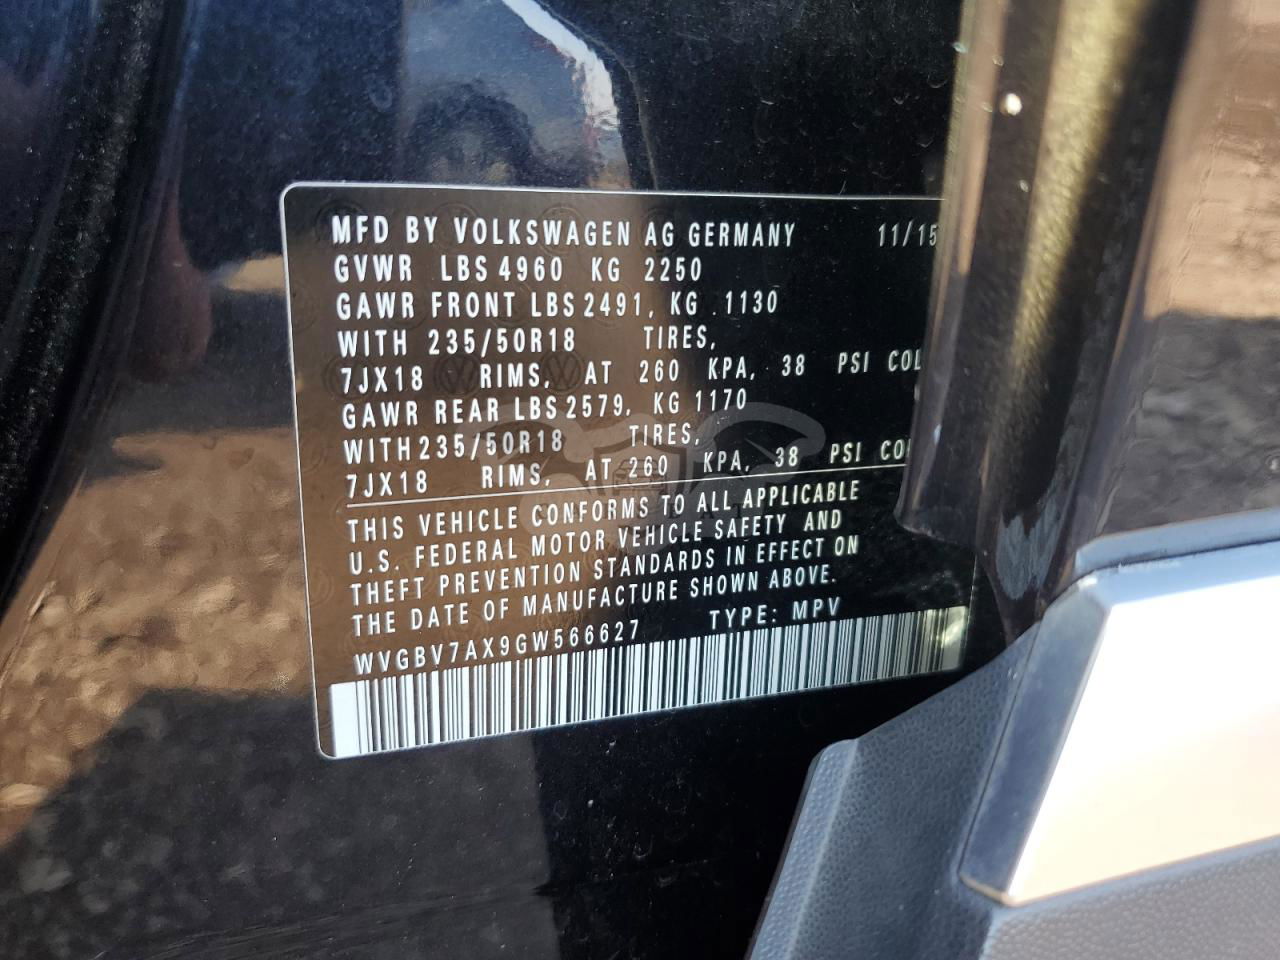 MFD BY VOLKSWAGEN AG GERMANY 11/15
GVWR LBS 4960 KG 2250
GAWR FRONT LBS 2491, KG 1130
WITH 235/50R18 TIRES,
7JX18 RIMS, AT 260 KPA, 38 PSI COL
GAWR REAR LBS 2579, KG 1170
WITH 235/50R18 TIRES,
7JX18 RIMS, AT 260 KPA, 38 PSI CO
THIS VEHICLE CONFORMS TO ALL APPLICABLE
U.S. FEDERAL MOTOR VEHICLE SAFETY AND
THEFT PREVENTION STANDARDS IN EFFECT ON
THE DATE OF MANUFACTURE SHOWN ABOVE.
WVGBV7AX9GW566627 TYPE: MPV